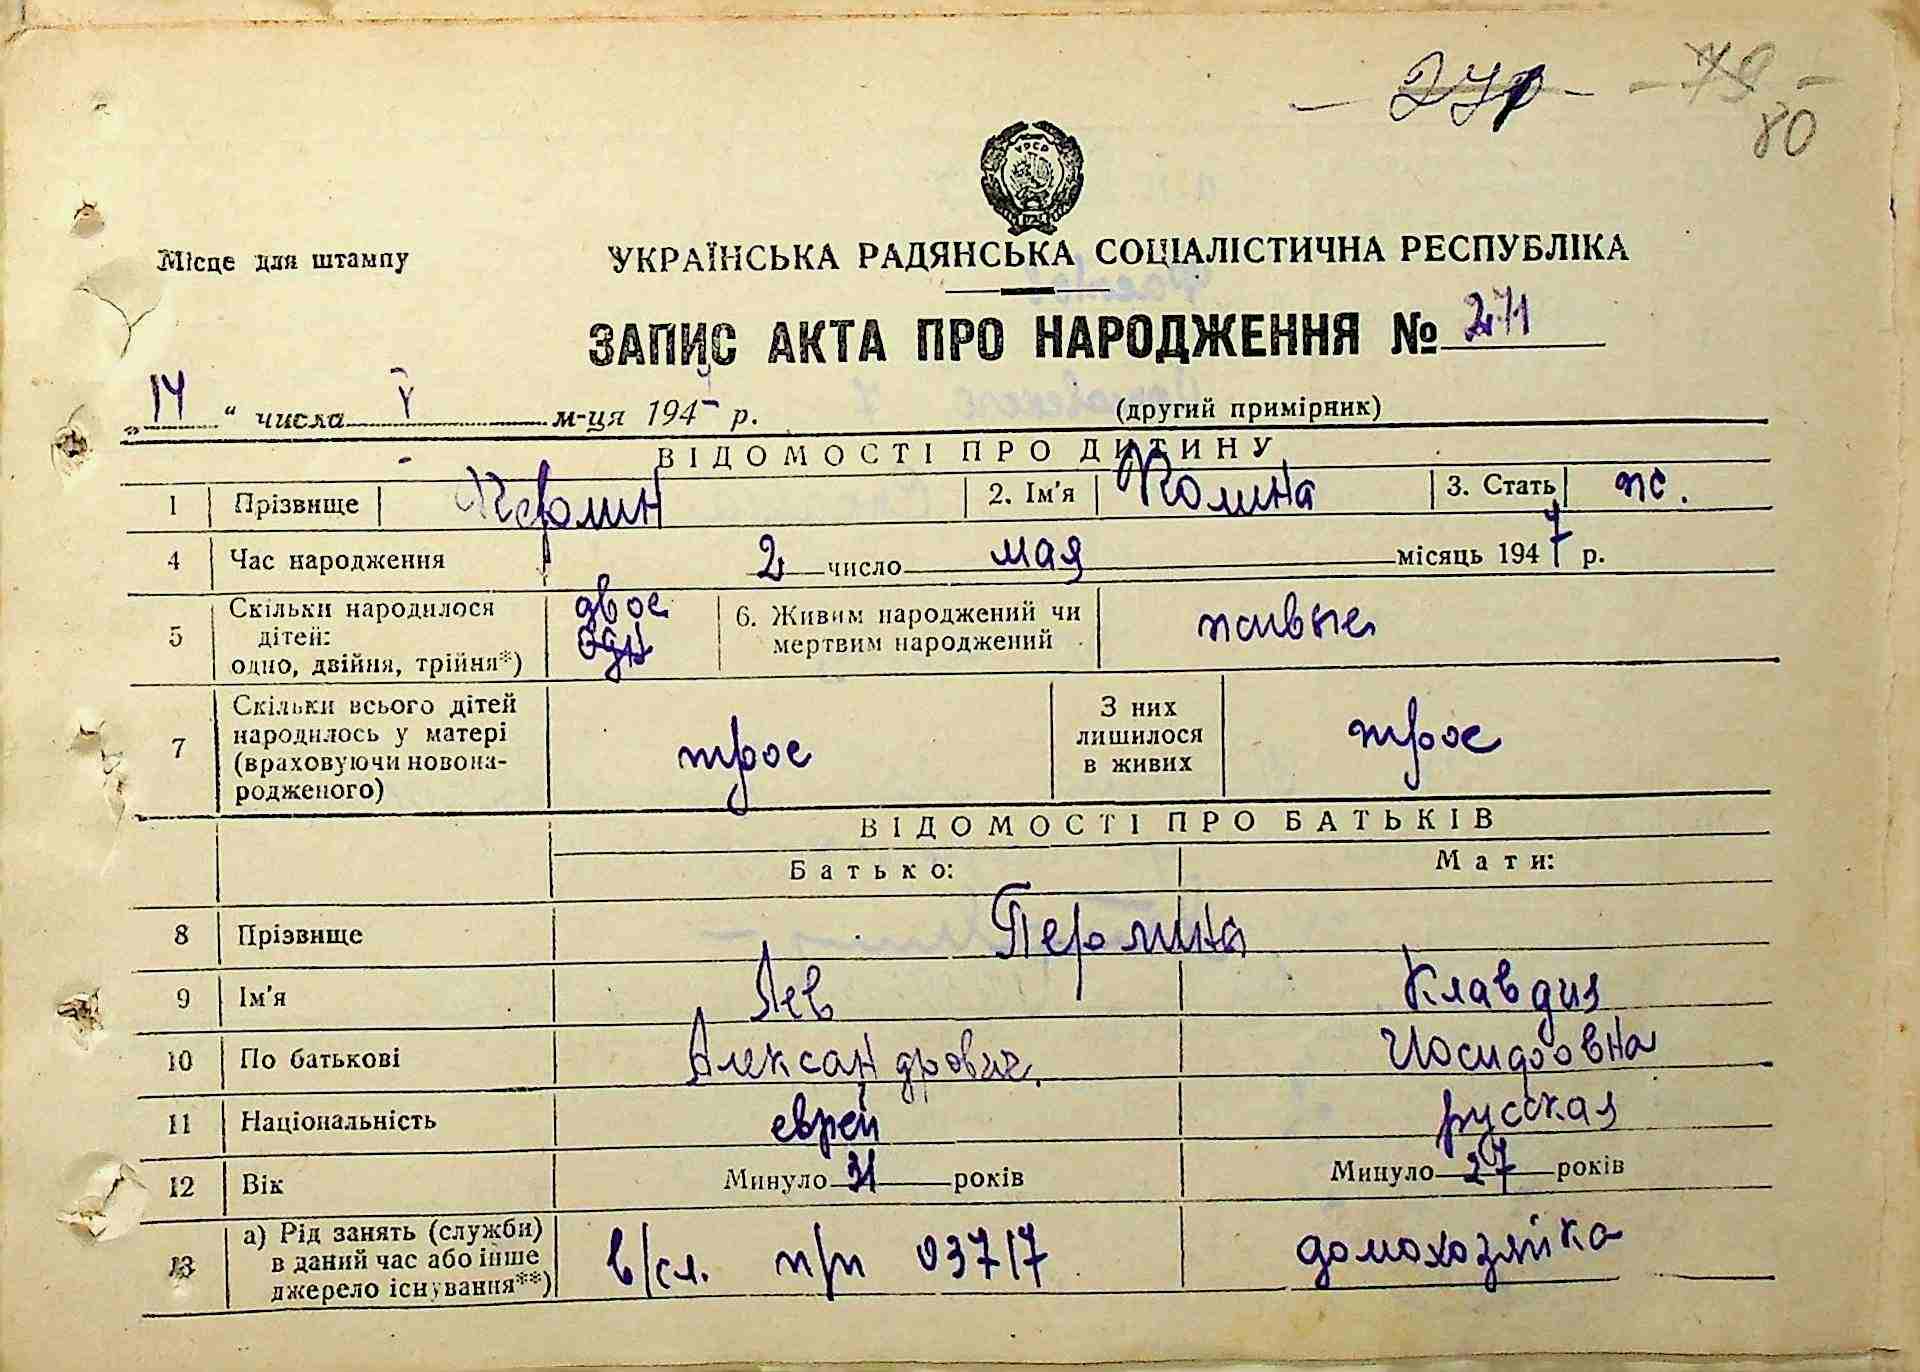 79
80
УРСР
Місце для штампу
УКРАЇНСЬКА РАДЯНСЬКА СОЦІАЛІСТИЧНА РЕСПУБЛІКА
ЗАПИС АКТА ПРО НАРОДЖЕННЯ № 271
„14“ числа V м-ця 1947 р. (другий примірник)
ВІДОМОСТІ ПРО ДИТИНУ
1 Прізвище 2. Ім'я 3. Стать ж.
4 Час народження 2 число мая місяць 1947 р.
5 Скільки народилося дітей: одно, двійня, трійня*) двое 6. Живим народжений чи мертвим народжений живые
7 Скільки всього дітей народилось у матері (враховуючи новонародженого) трое З них лишилося в живих трое
ВІДОМОСТІ ПРО БАТЬКІВ
Батько: Мати:
8 Прізвище
9 Ім'я Лев Клавдия
10 По батькові Александрович Иосифовна
11 Національність еврей русская
12 Вік Минуло 31 років Минуло 27 років
13 а) Рід занять (служби) в даний час або інше джерело існування**) в/сл. п/п 03717 домохозяйка